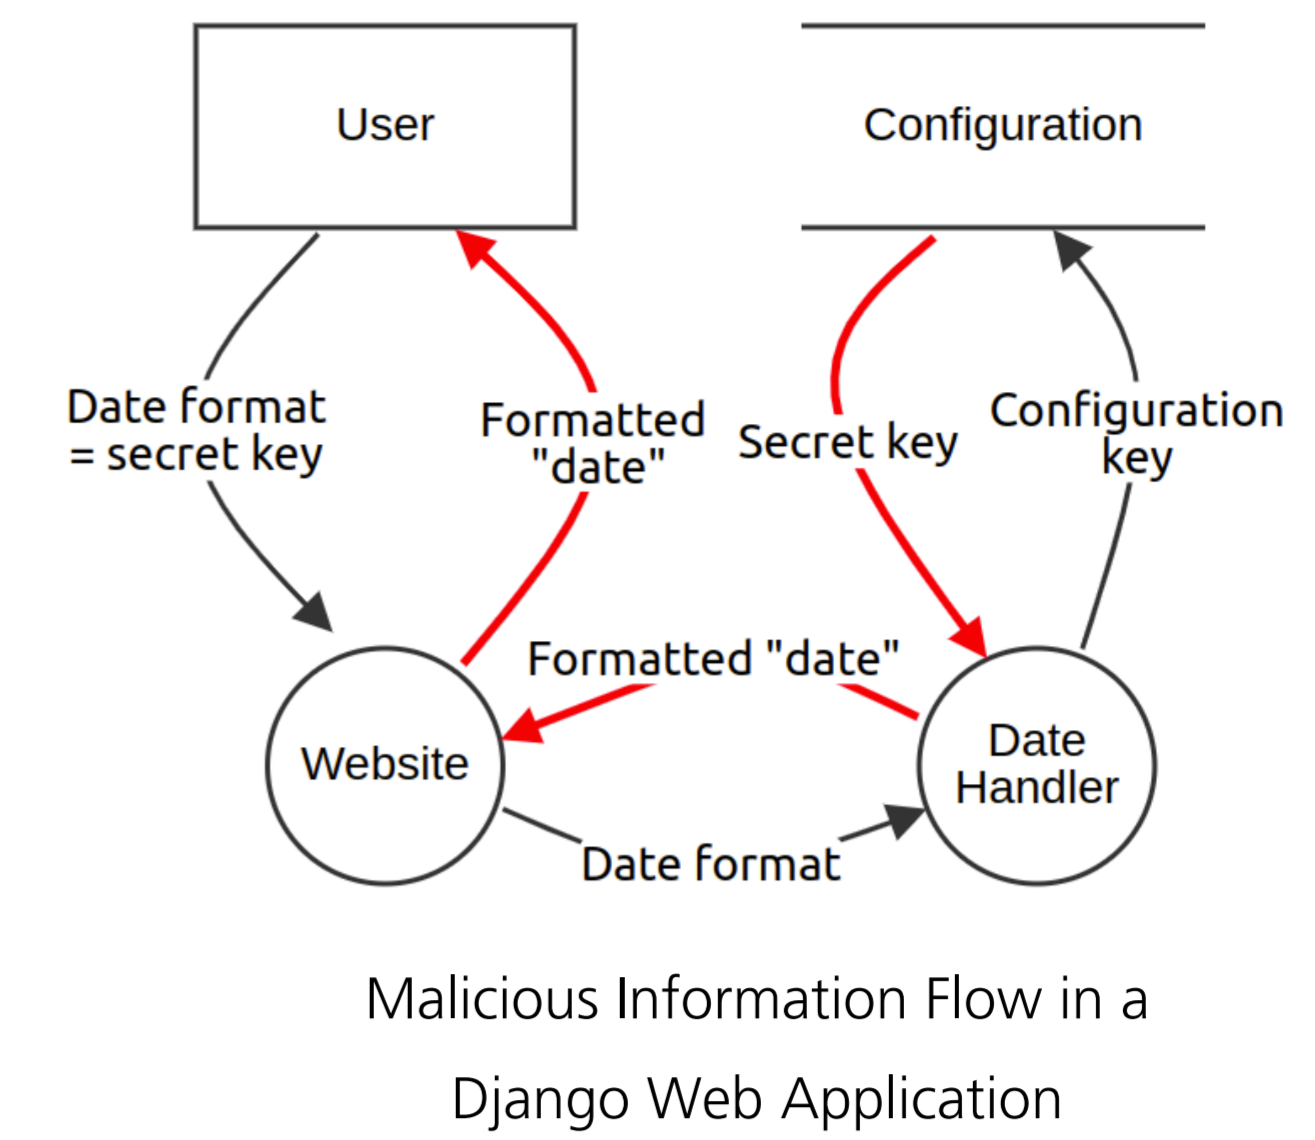 User
Configuration
Date format
= secret key
Formatted
"date"
Secret key
Configuration
key
Formatted "date"
Website
Date
Handler
Date format
Malicious Information Flow in a
Django Web Application